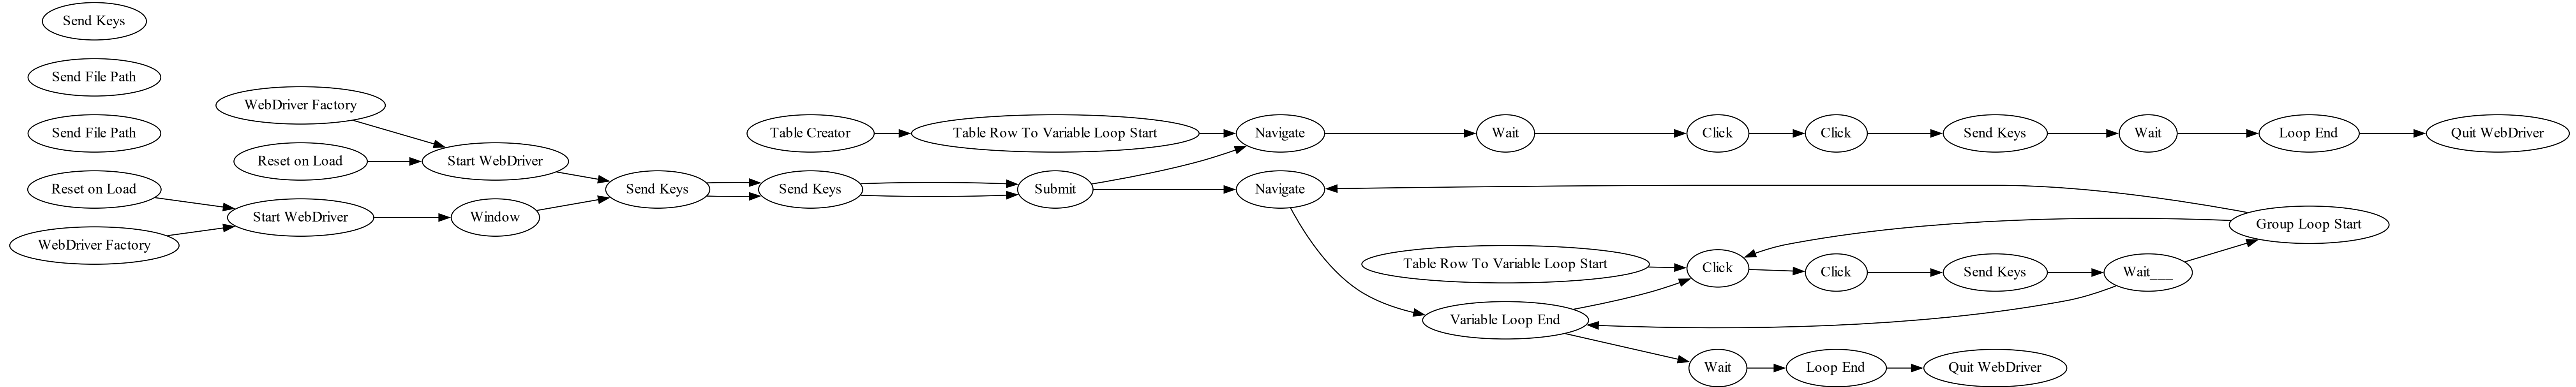 Send Keys
Send File Path
Send File Path
Reset on Load
WebDriver Factory
WebDriver Factory
Reset on Load
Start WebDriver
Start WebDriver
Window
Send Keys
Send Keys
Table Creator
Table Row To Variable Loop Start
Submit
Navigate
Navigate
Wait
Click
Click
Send Keys
Wait
Loop End
Quit WebDriver
Table Row To Variable Loop Start
Variable Loop End
Click
Click
Send Keys
Wait___
Group Loop Start
Wait
Loop End
Quit WebDriver